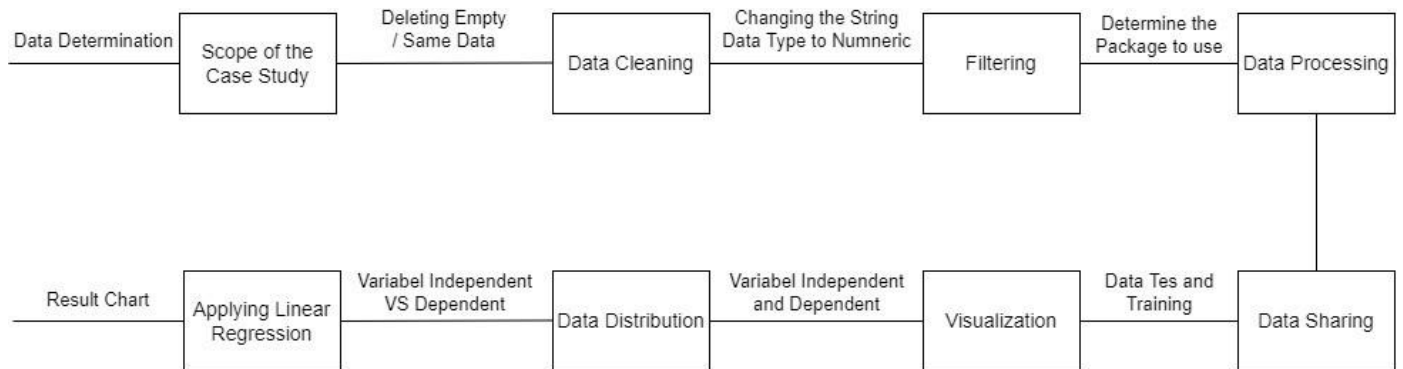 Data Determination
Scope of the
Case Study
Deleting Empty
/ Same Data
Data Cleaning
Changing the String
Data Type to Numneric
Filtering
Determine the
Package to use
Data Processing
Result Chart
Applying Linear
Regression
Variabel Independent
VS Dependent
Data Distribution
Variabel Independent
and Dependent
Visualization
Data Tes and
Training
Data Sharing